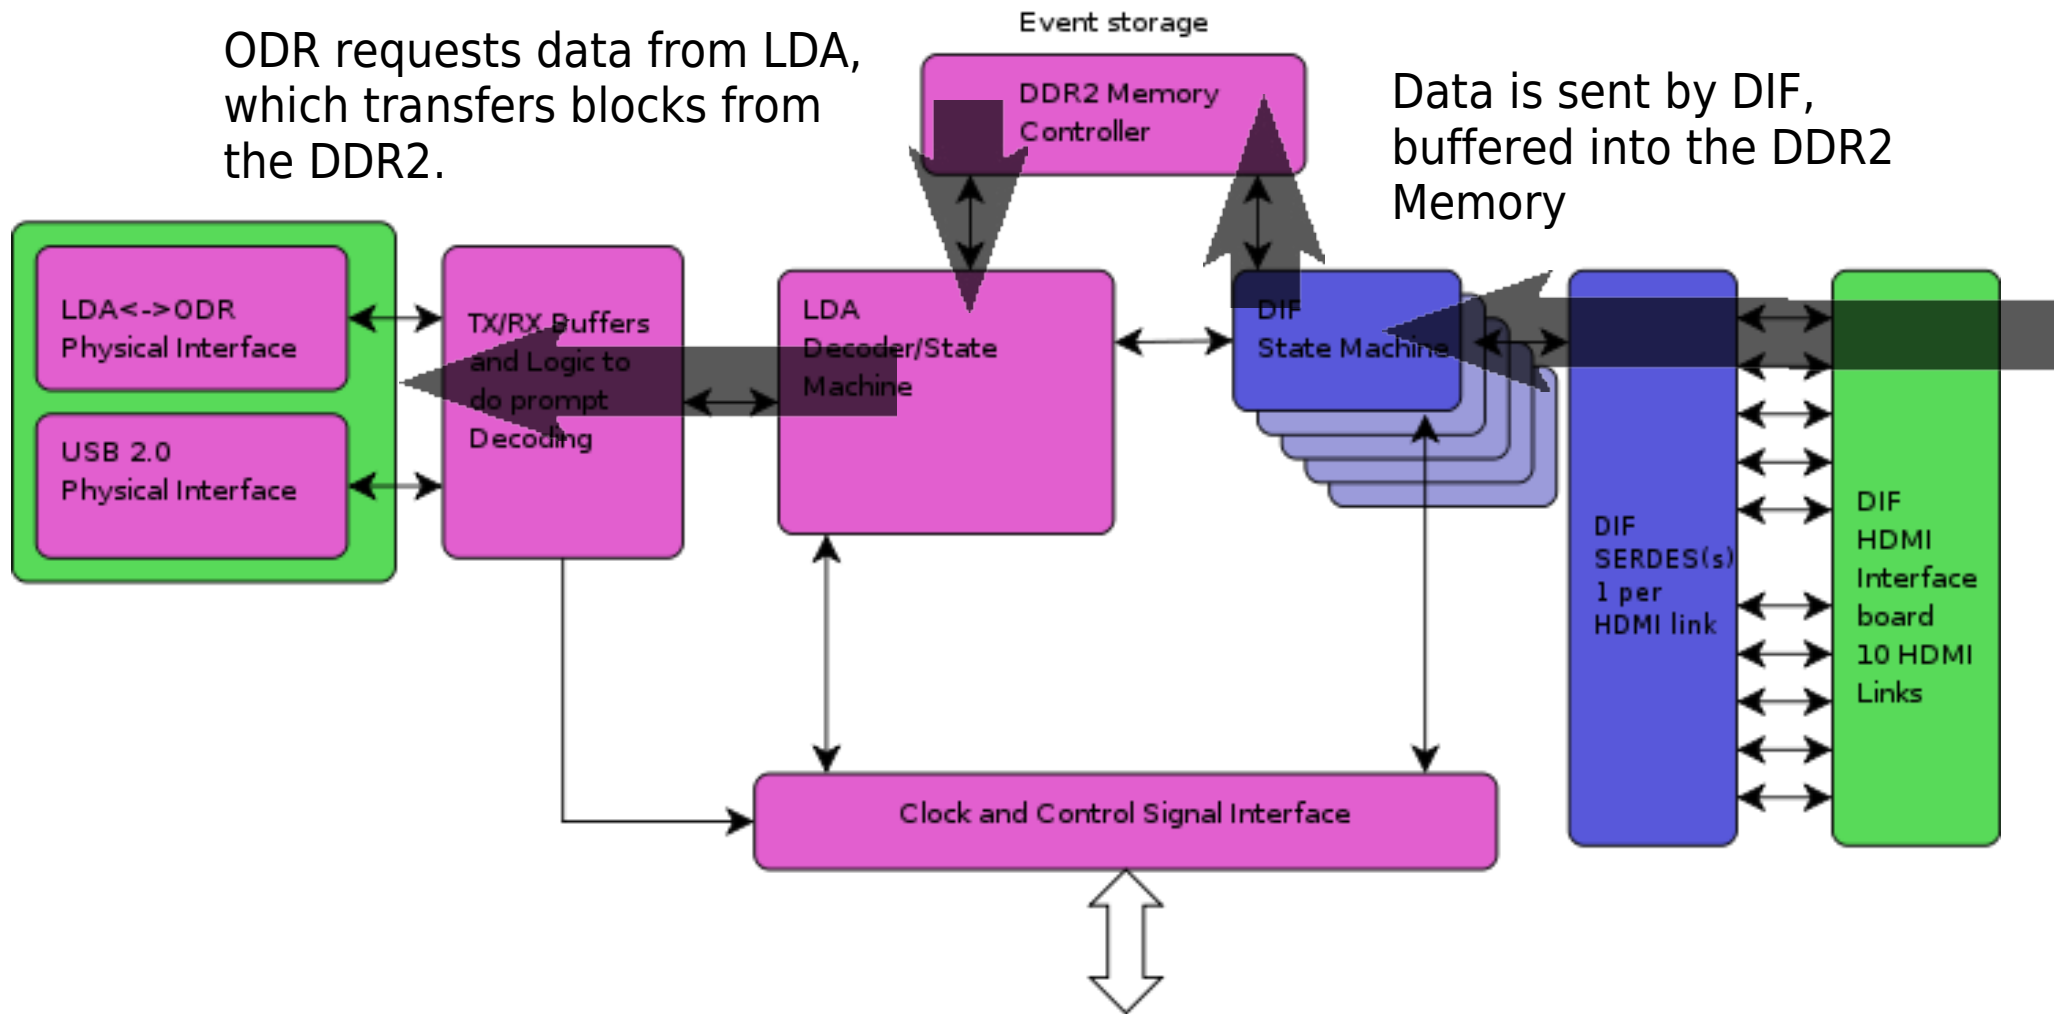 Event storage
ODR requests data from LDA,
which transfers blocks from
the DDR2.
DDR2 Memory
Controller
Data is sent by DIF,
buffered into the DDR2
Memory
LDA<->ODR
Physical Interface
USB 2.0
Physical Interface
TX/RX Buffers
and Logic to
do prompt
Decoding
LDA
Decoder/State
Machine
DIF
State Machine
DIF
SERDES(s)
1 per
HDMI link
DIF
HDMI
Interface
board
10 HDMI
Links
Clock and Control Signal Interface